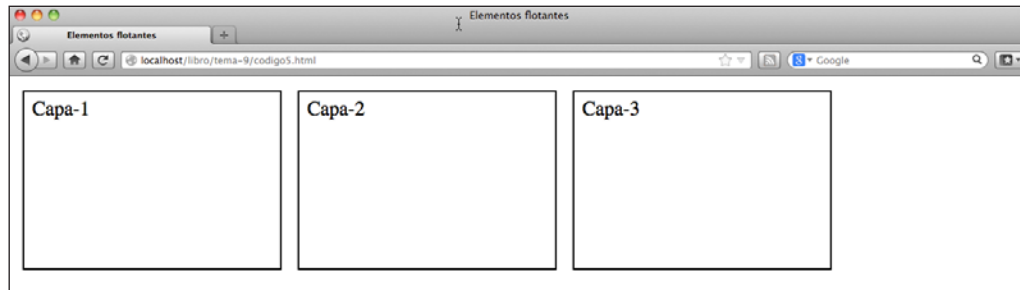 Elementos flotantes
Elementos flotantes
localhost/libro/tema-9/codigo5.html
Google
Capa-1
Capa-2
Capa-3